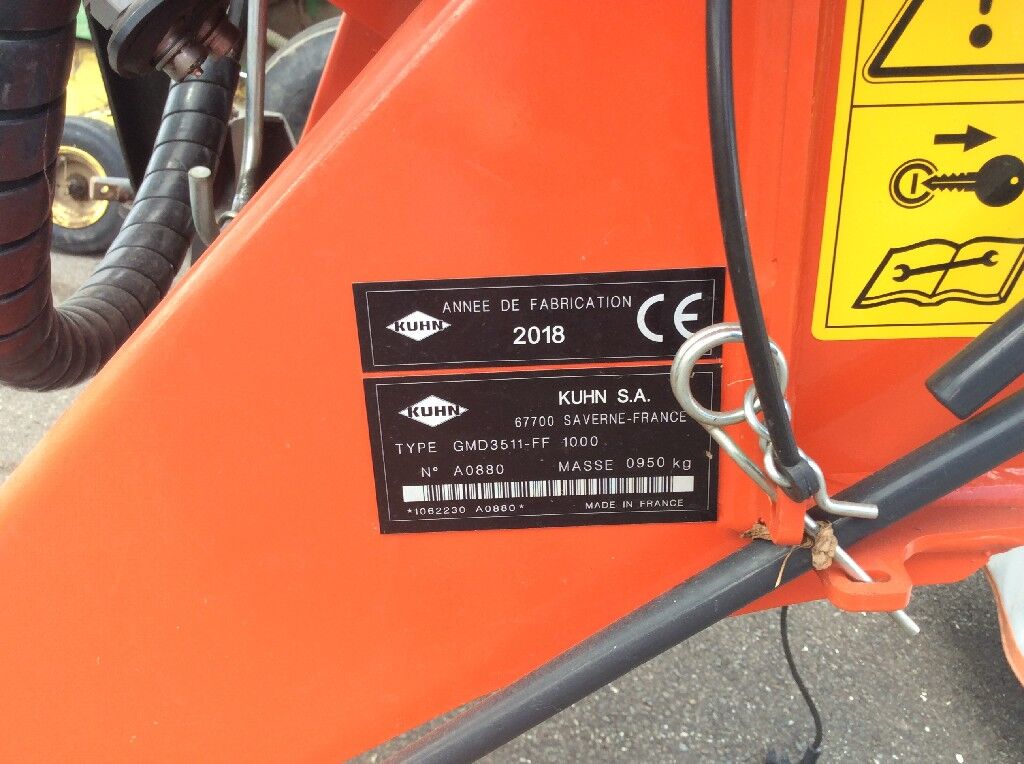 ANNEE DE FABRICATION
KUHN
2018
CE
KUHN
KUHN S.A.
67700 SAVERNE-FRANCE
TYPE GMD3511-FF 1000
N° A0880 MASSE 0950 kg
*1062230 A0880* MADE IN FRANCE